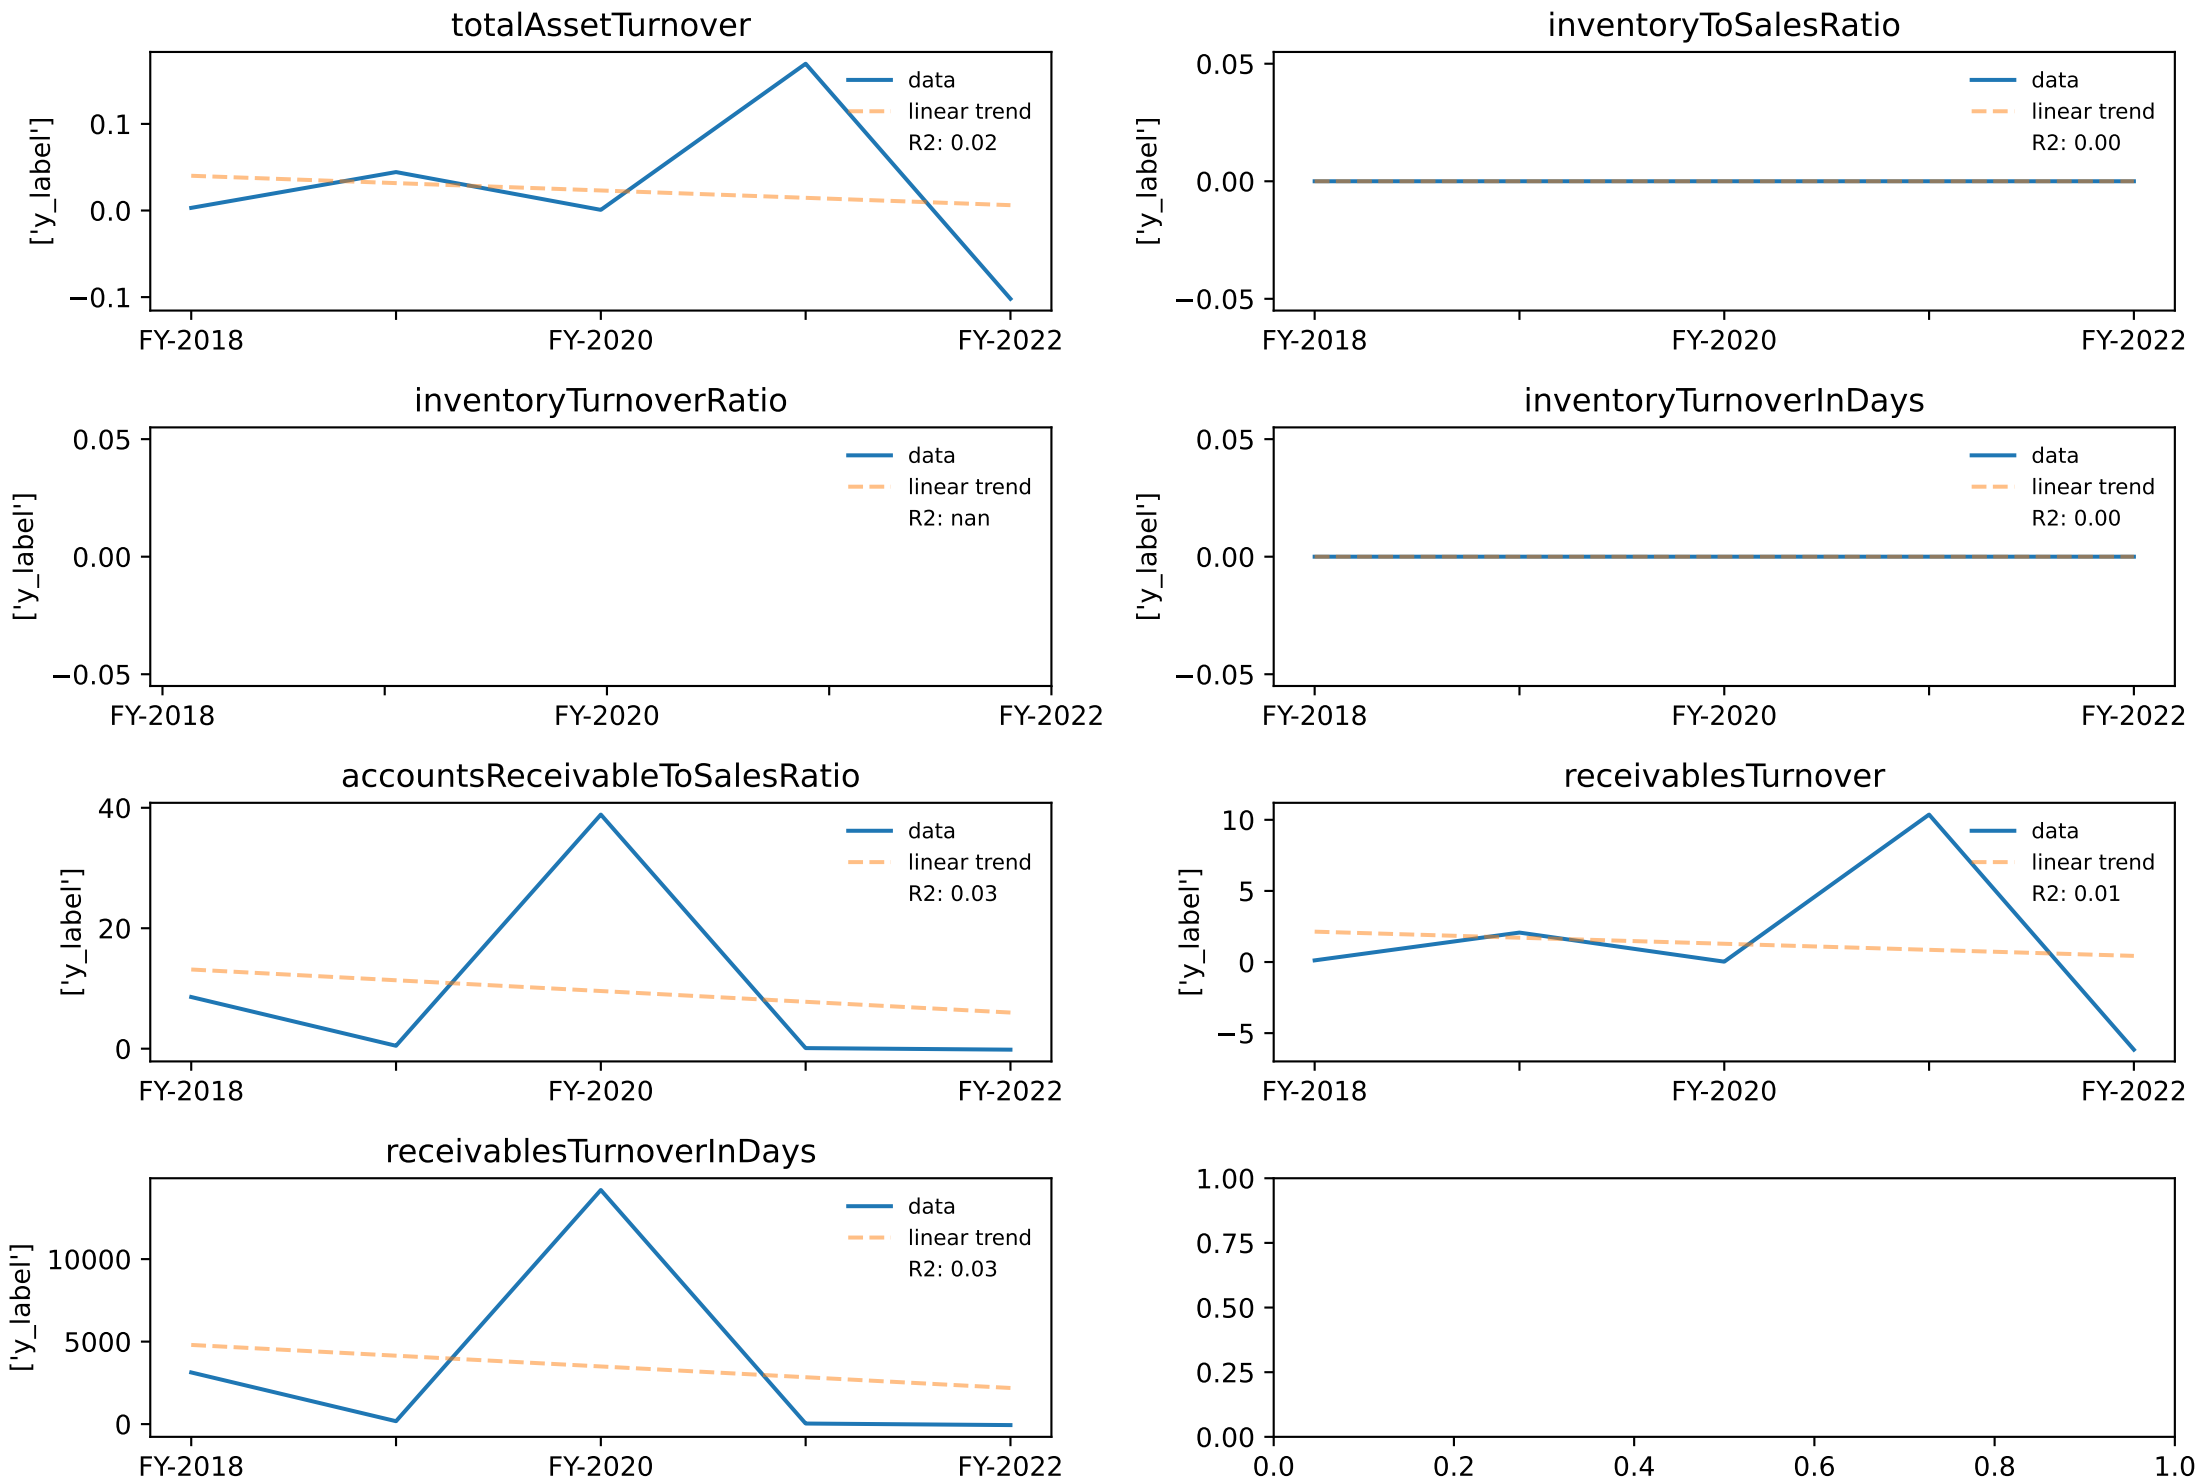 totalAssetTurnover
['y_label']
0.1
0.0
−0.1
data
linear trend
R2: 0.02
FY-2018 FY-2020 FY-2022
inventoryToSalesRatio
['y_label']
0.05
0.00
−0.05
data
linear trend
R2: 0.00
FY-2018 FY-2020 FY-2022
inventoryTurnoverRatio
['y_label']
0.05
0.00
−0.05
data
linear trend
R2: nan
FY-2018 FY-2020 FY-2022
inventoryTurnoverInDays
['y_label']
0.05
0.00
−0.05
data
linear trend
R2: 0.00
FY-2018 FY-2020 FY-2022
accountsReceivableToSalesRatio
['y_label']
40
20
0
data
linear trend
R2: 0.03
FY-2018 FY-2020 FY-2022
receivablesTurnover
['y_label']
10
5
0
−5
data
linear trend
R2: 0.01
FY-2018 FY-2020 FY-2022
receivablesTurnoverInDays
['y_label']
10000
5000
0
data
linear trend
R2: 0.03
FY-2018 FY-2020 FY-2022
1.00
0.75
0.50
0.25
0.00
0.0 0.2 0.4 0.6 0.8 1.0